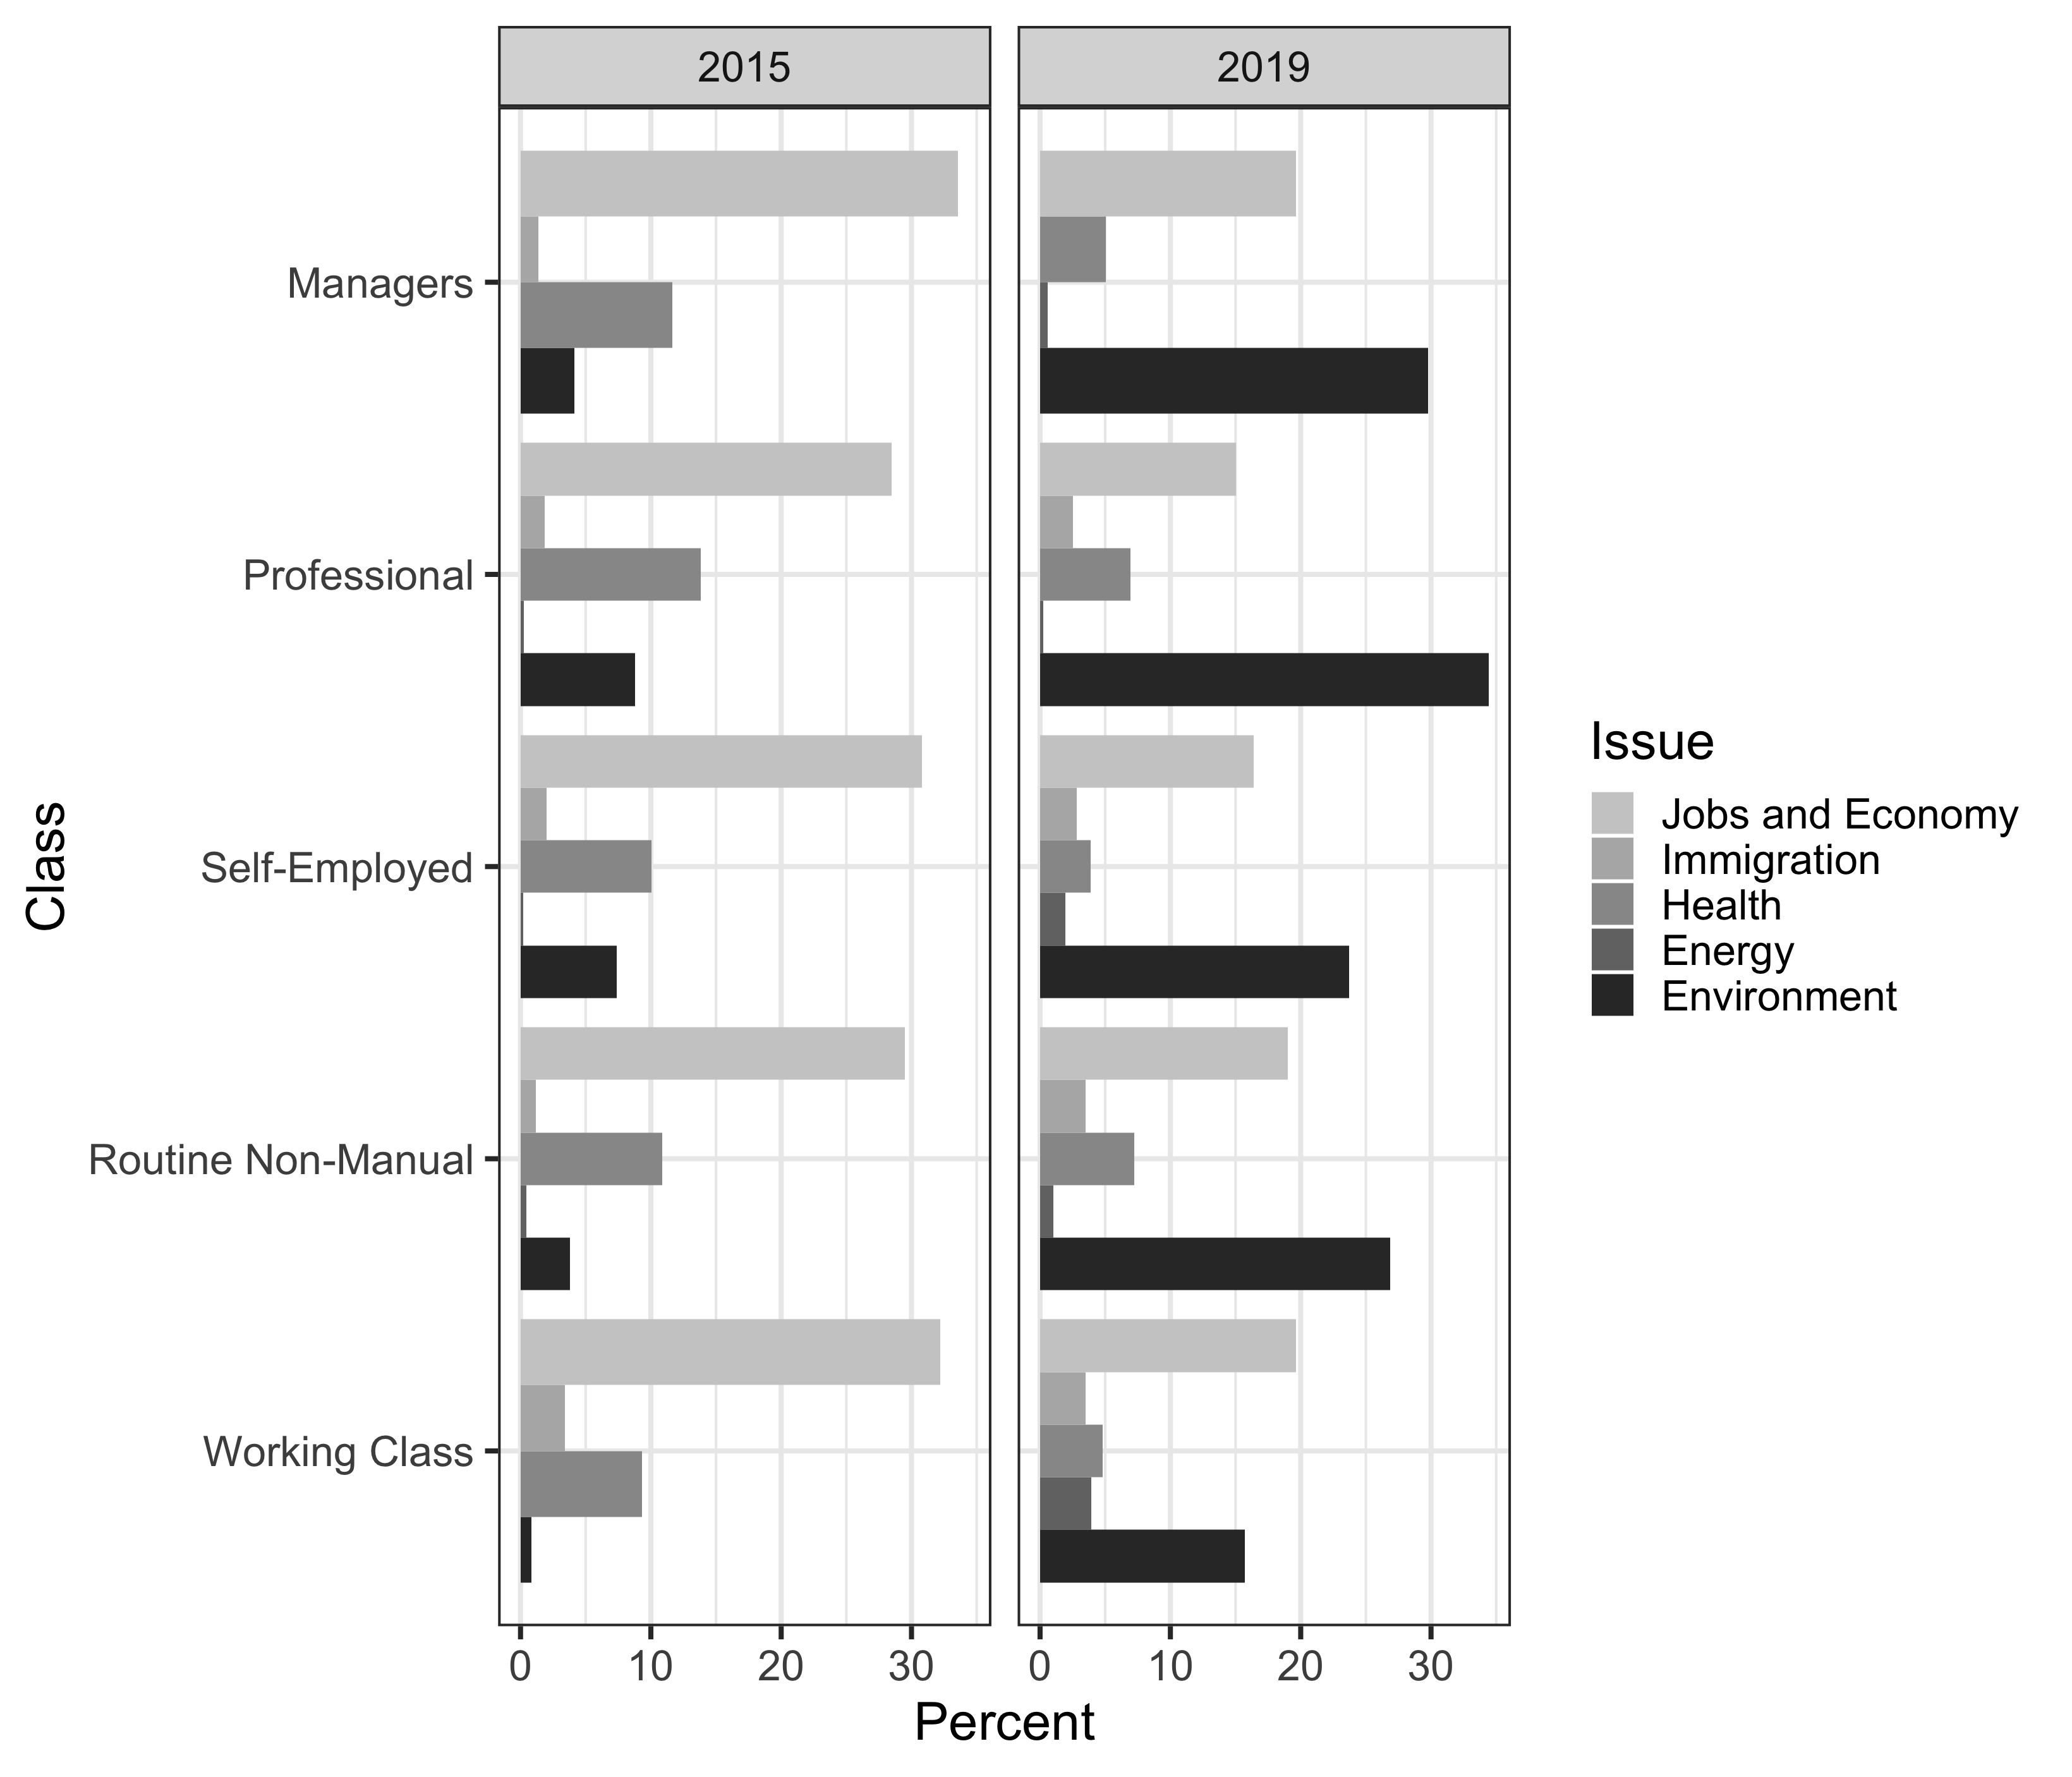 2015 2019
Managers
Professional
Self-Employed
Routine Non-Manual
Working Class
Class
0 10 20 30 0 10 20 30
Percent
Issue
Jobs and Economy
Immigration
Health
Energy
Environment